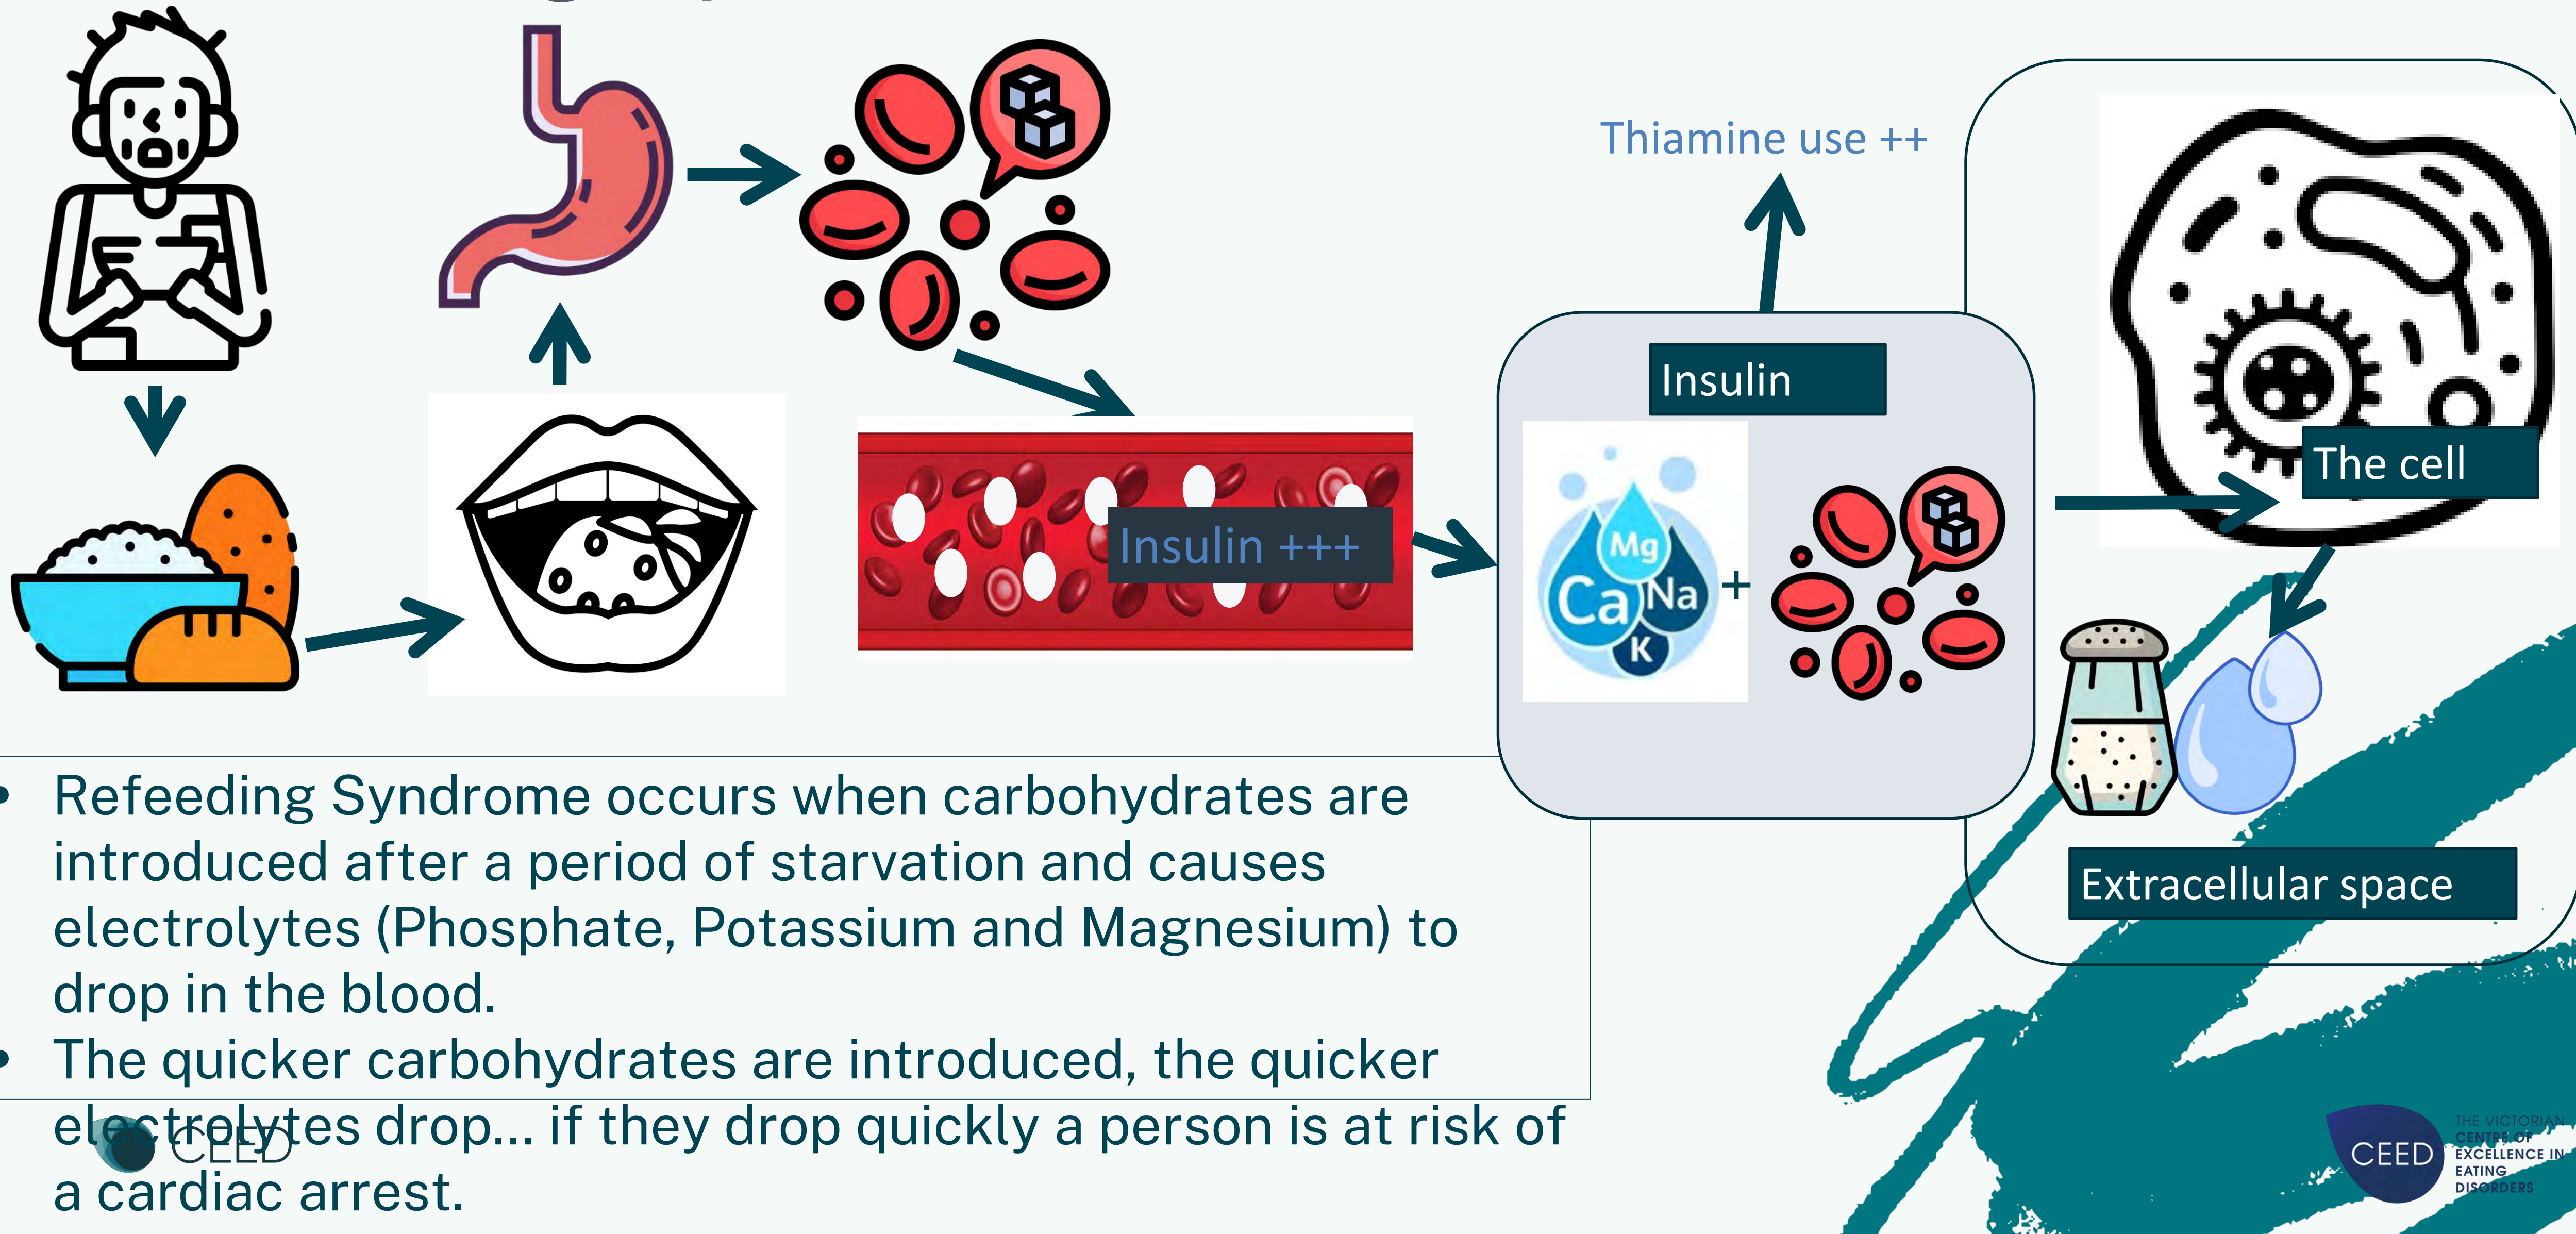 Thiamine use ++
Insulin
Mg
Ca
Na
K
+
Insulin +++
The cell
Extracellular space
• Refeeding Syndrome occurs when carbohydrates are
introduced after a period of starvation and causes
electrolytes (Phosphate, Potassium and Magnesium) to
drop in the blood.
• The quicker carbohydrates are introduced, the quicker
electrolytes drop... if they drop quickly a person is at risk of
a cardiac arrest.
CEED
CEED
THE VICTORIAN
CENTRE OF
EXCELLENCE IN
EATING
DISORDERS